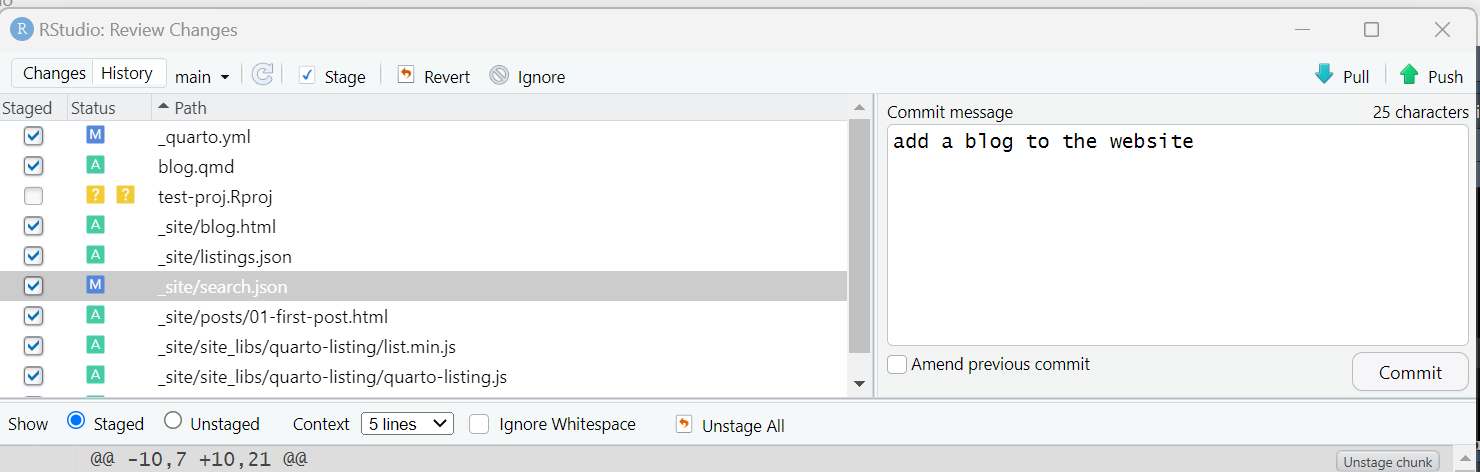 R RStudio: Review Changes
Changes History main Stage Revert Ignore Pull Push
Staged Status Path
M _quarto.yml
A blog.qmd
? ? test-proj.Rproj
A _site/blog.html
A _site/listings.json
M _site/search.json
A _site/posts/01-first-post.html
A _site/site_libs/quarto-listing/list.min.js
A _site/site_libs/quarto-listing/quarto-listing.js
Commit message 25 characters
add a blog to the website
Amend previous commit
Commit
Show Staged Unstaged Context 5 lines Ignore Whitespace Unstage All
@@ -10,7 +10,21 @@ Unstage chunk